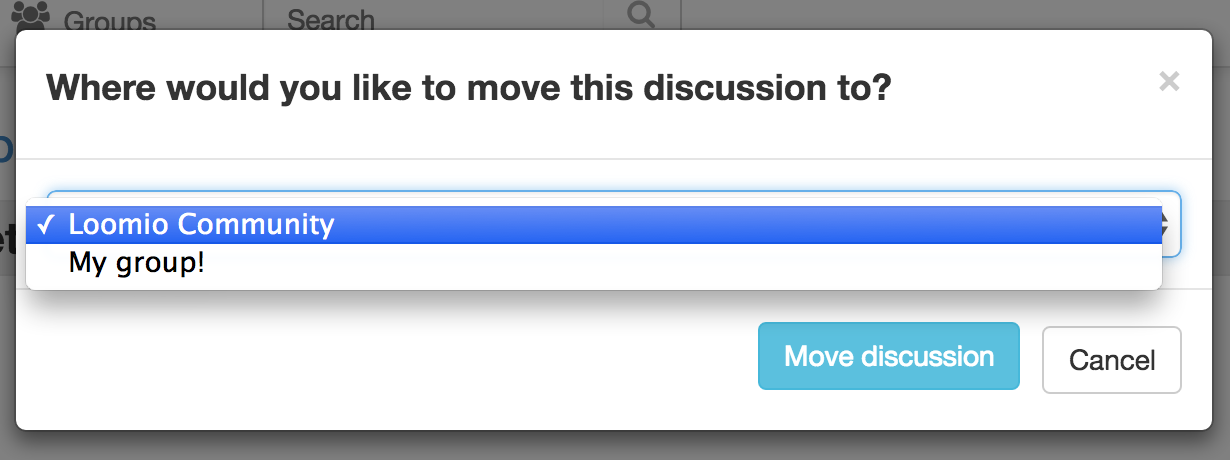 Groups
Search
Where would you like to move this discussion to?
×
✓ Loomio Community
My group!
Move discussion
Cancel